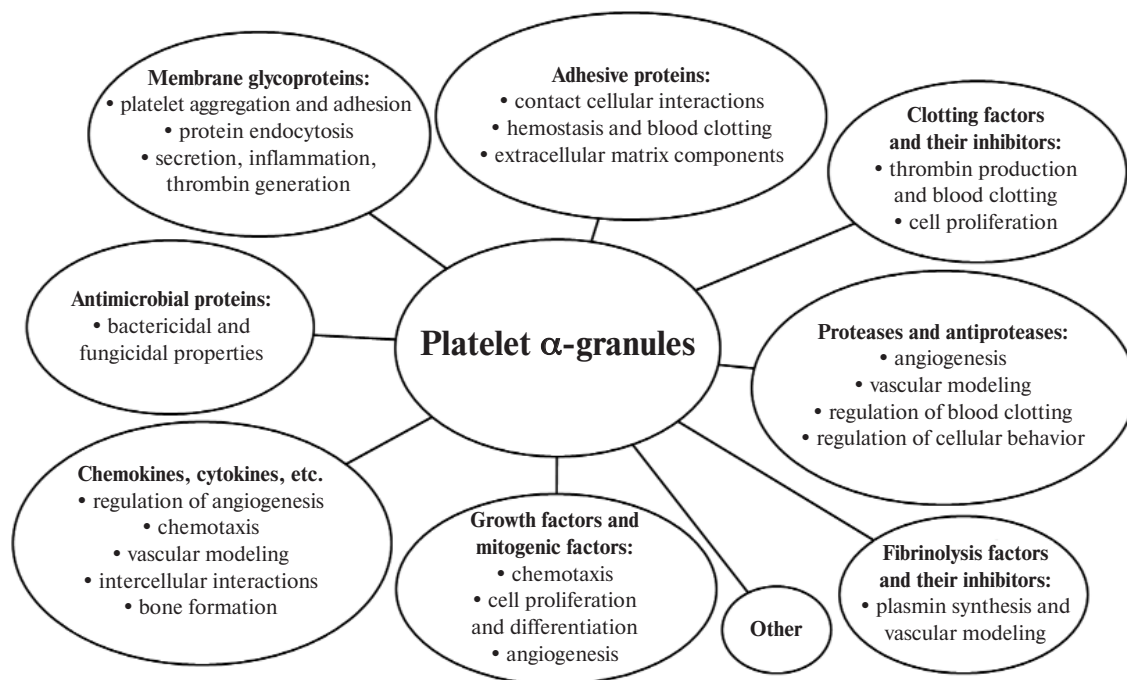 Membrane glycoproteins:
• platelet aggregation and adhesion
• protein endocytosis
• secretion, inflammation,
thrombin generation
Adhesive proteins:
• contact cellular interactions
• hemostasis and blood clotting
• extracellular matrix components
Clotting factors
and their inhibitors:
• thrombin production
and blood clotting
• cell proliferation
Antimicrobial proteins:
• bactericidal and
fungicidal properties
Platelet α-granules
Proteases and antiproteases:
• angiogenesis
• vascular modeling
• regulation of blood clotting
• regulation of cellular behavior
Chemokines, cytokines, etc.
• regulation of angiogenesis
• chemotaxis
• vascular modeling
• intercellular interactions
• bone formation
Growth factors and
mitogenic factors:
• chemotaxis
• cell proliferation
and differentiation
• angiogenesis
Other
Fibrinolysis factors
and their inhibitors:
• plasmin synthesis and
vascular modeling